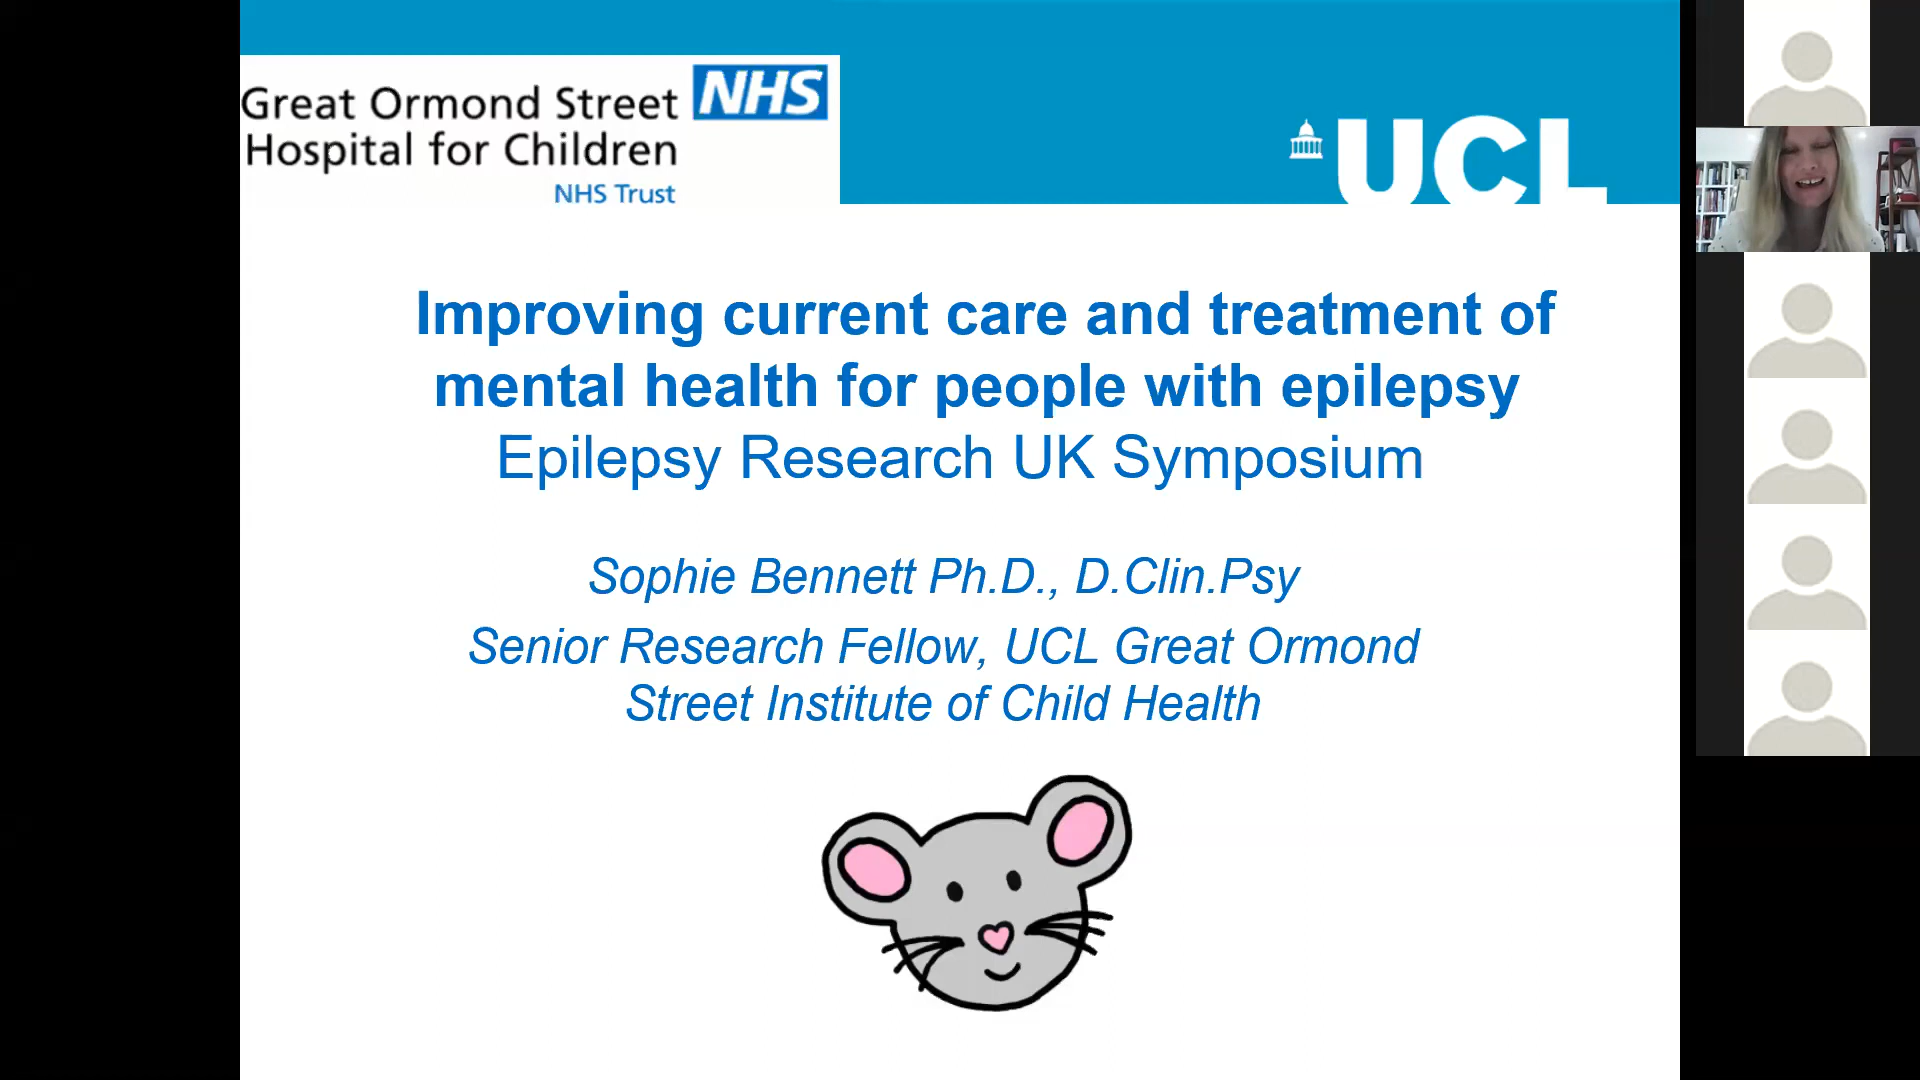 Great Ormond Street NHS
Hospital for Children
NHS Trust
UCL
Improving current care and treatment of
mental health for people with epilepsy
Epilepsy Research UK Symposium
Sophie Bennett Ph.D., D.Clin.Psy
Senior Research Fellow, UCL Great Ormond
Street Institute of Child Health